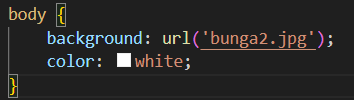 body {
    background: url('bunga2.jpg');
    color: white;
}